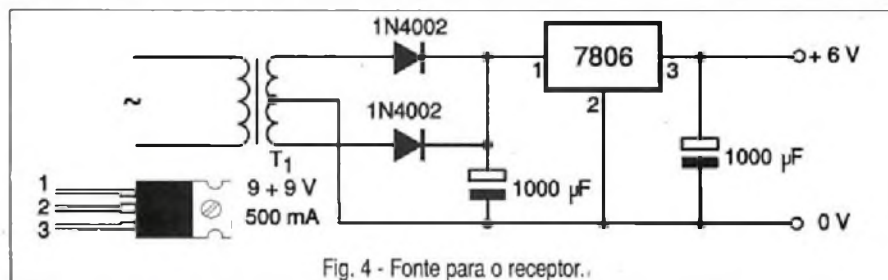 1N4002
7806
1
3
2
+ 6 V
~
1N4002
T1
1000 µF
1000 µF
1
2
3
9 + 9 V
500 mA
0 V
Fig. 4 - Fonte para o receptor..